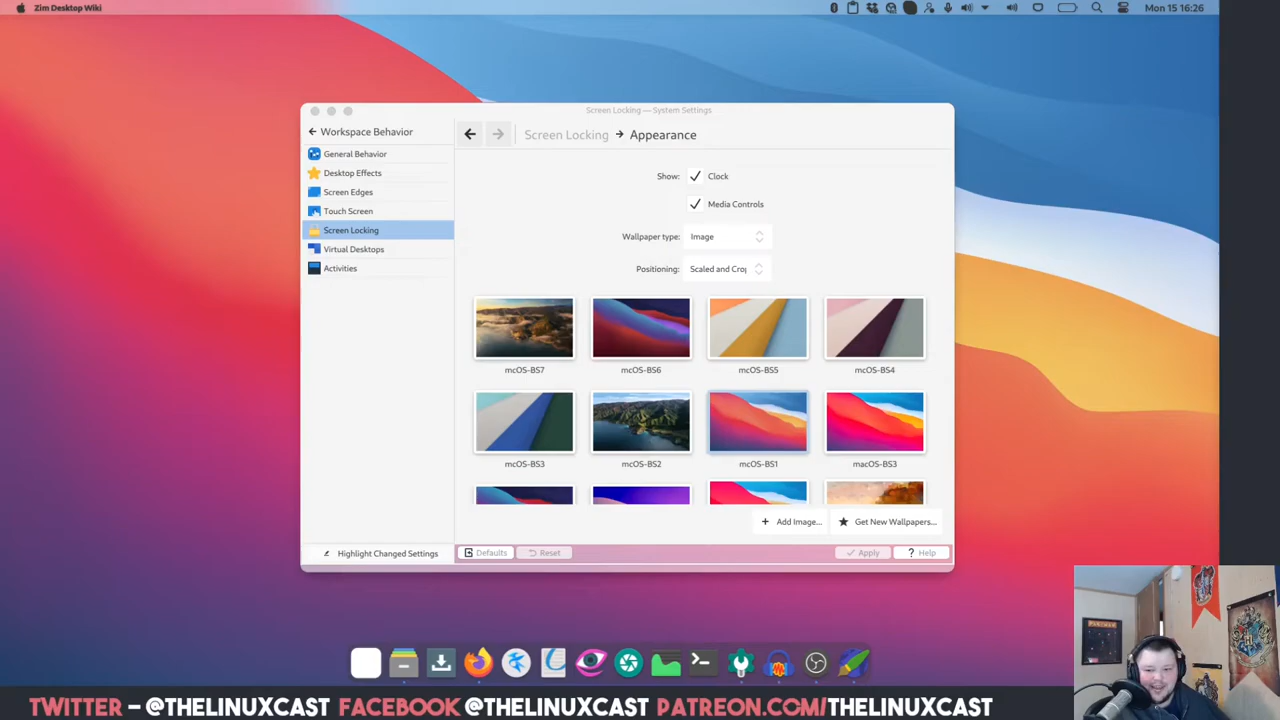 Zim Desktop Wiki
Mon 15 16:26
Screen Locking — System Settings
Workspace Behavior
Screen Locking → Appearance
General Behavior
Desktop Effects
Screen Edges
Touch Screen
Screen Locking
Virtual Desktops
Activities
Show: Clock
Media Controls
Wallpaper type: Image
Positioning: Scaled and Crop
mcOS-BS7
mcOS-BS6
mcOS-BS5
mcOS-BS4
mcOS-BS3
mcOS-BS2
mcOS-BS1
macOS-BS3
+ Add Image...
Get New Wallpapers...
Highlight Changed Settings
Defaults
Reset
Apply
? Help
TWITTER – @THELINUXCAST FACEBOOK @THELINUXCAST PATREON.COM/THELINUXCAST